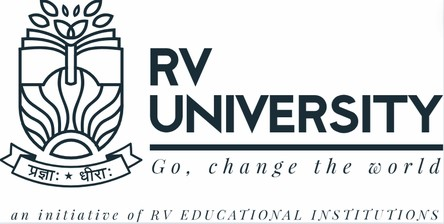 RV
UNIVERSITY
Go, change the world
प्रज्ञाः ★ धीराः
an initiative of RV EDUCATIONAL INSTITUTIONS